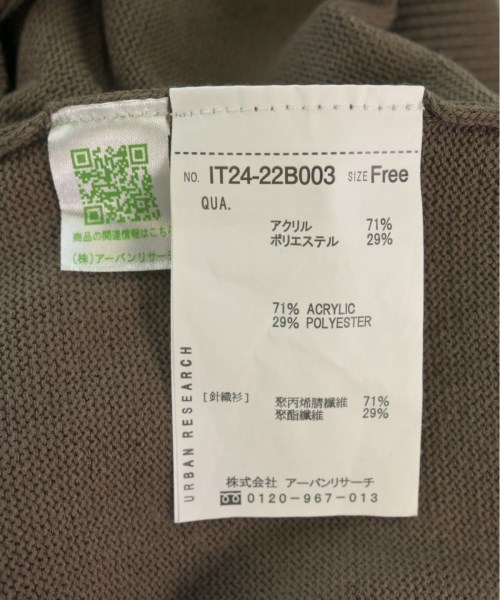 商品の関連情報はこち
(株)アーバンリサーチ
NO. IT24-22B003 SIZE Free
QUA.
アクリル 71%
ポリエステル 29%
71% ACRYLIC
29% POLYESTER
URBAN RESEARCH
[針織衫] 聚丙烯腈纖維 71%
聚酯纖維 29%
株式会社 アーバンリサーチ
0120-967-013